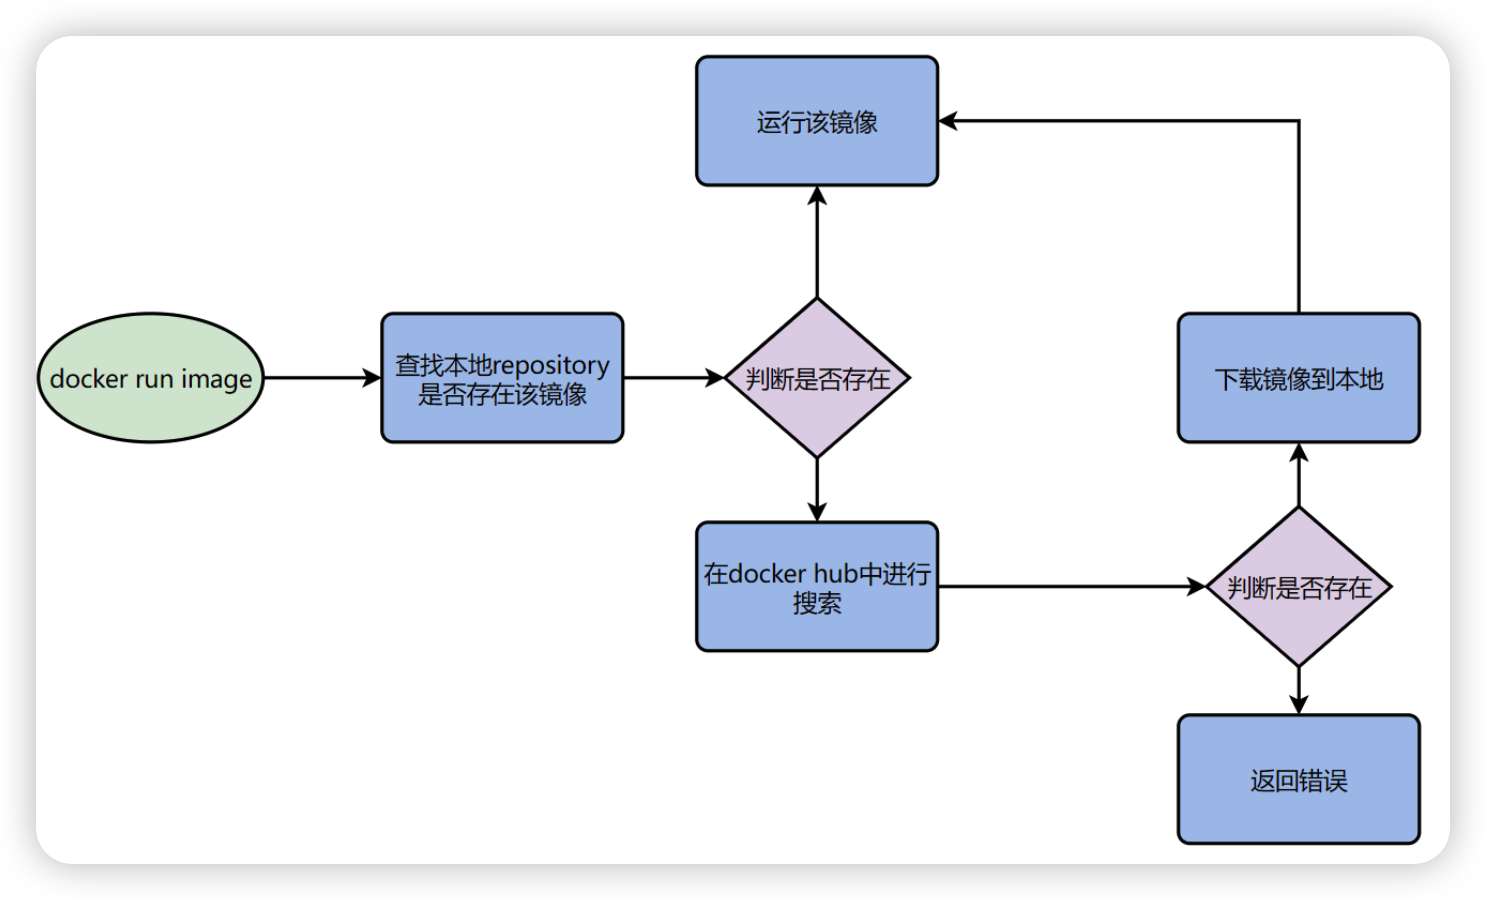 运行该镜像
docker run image
查找本地repository
是否存在该镜像
判断是否存在
下载镜像到本地
在docker hub中进行
搜索
判断是否存在
返回错误